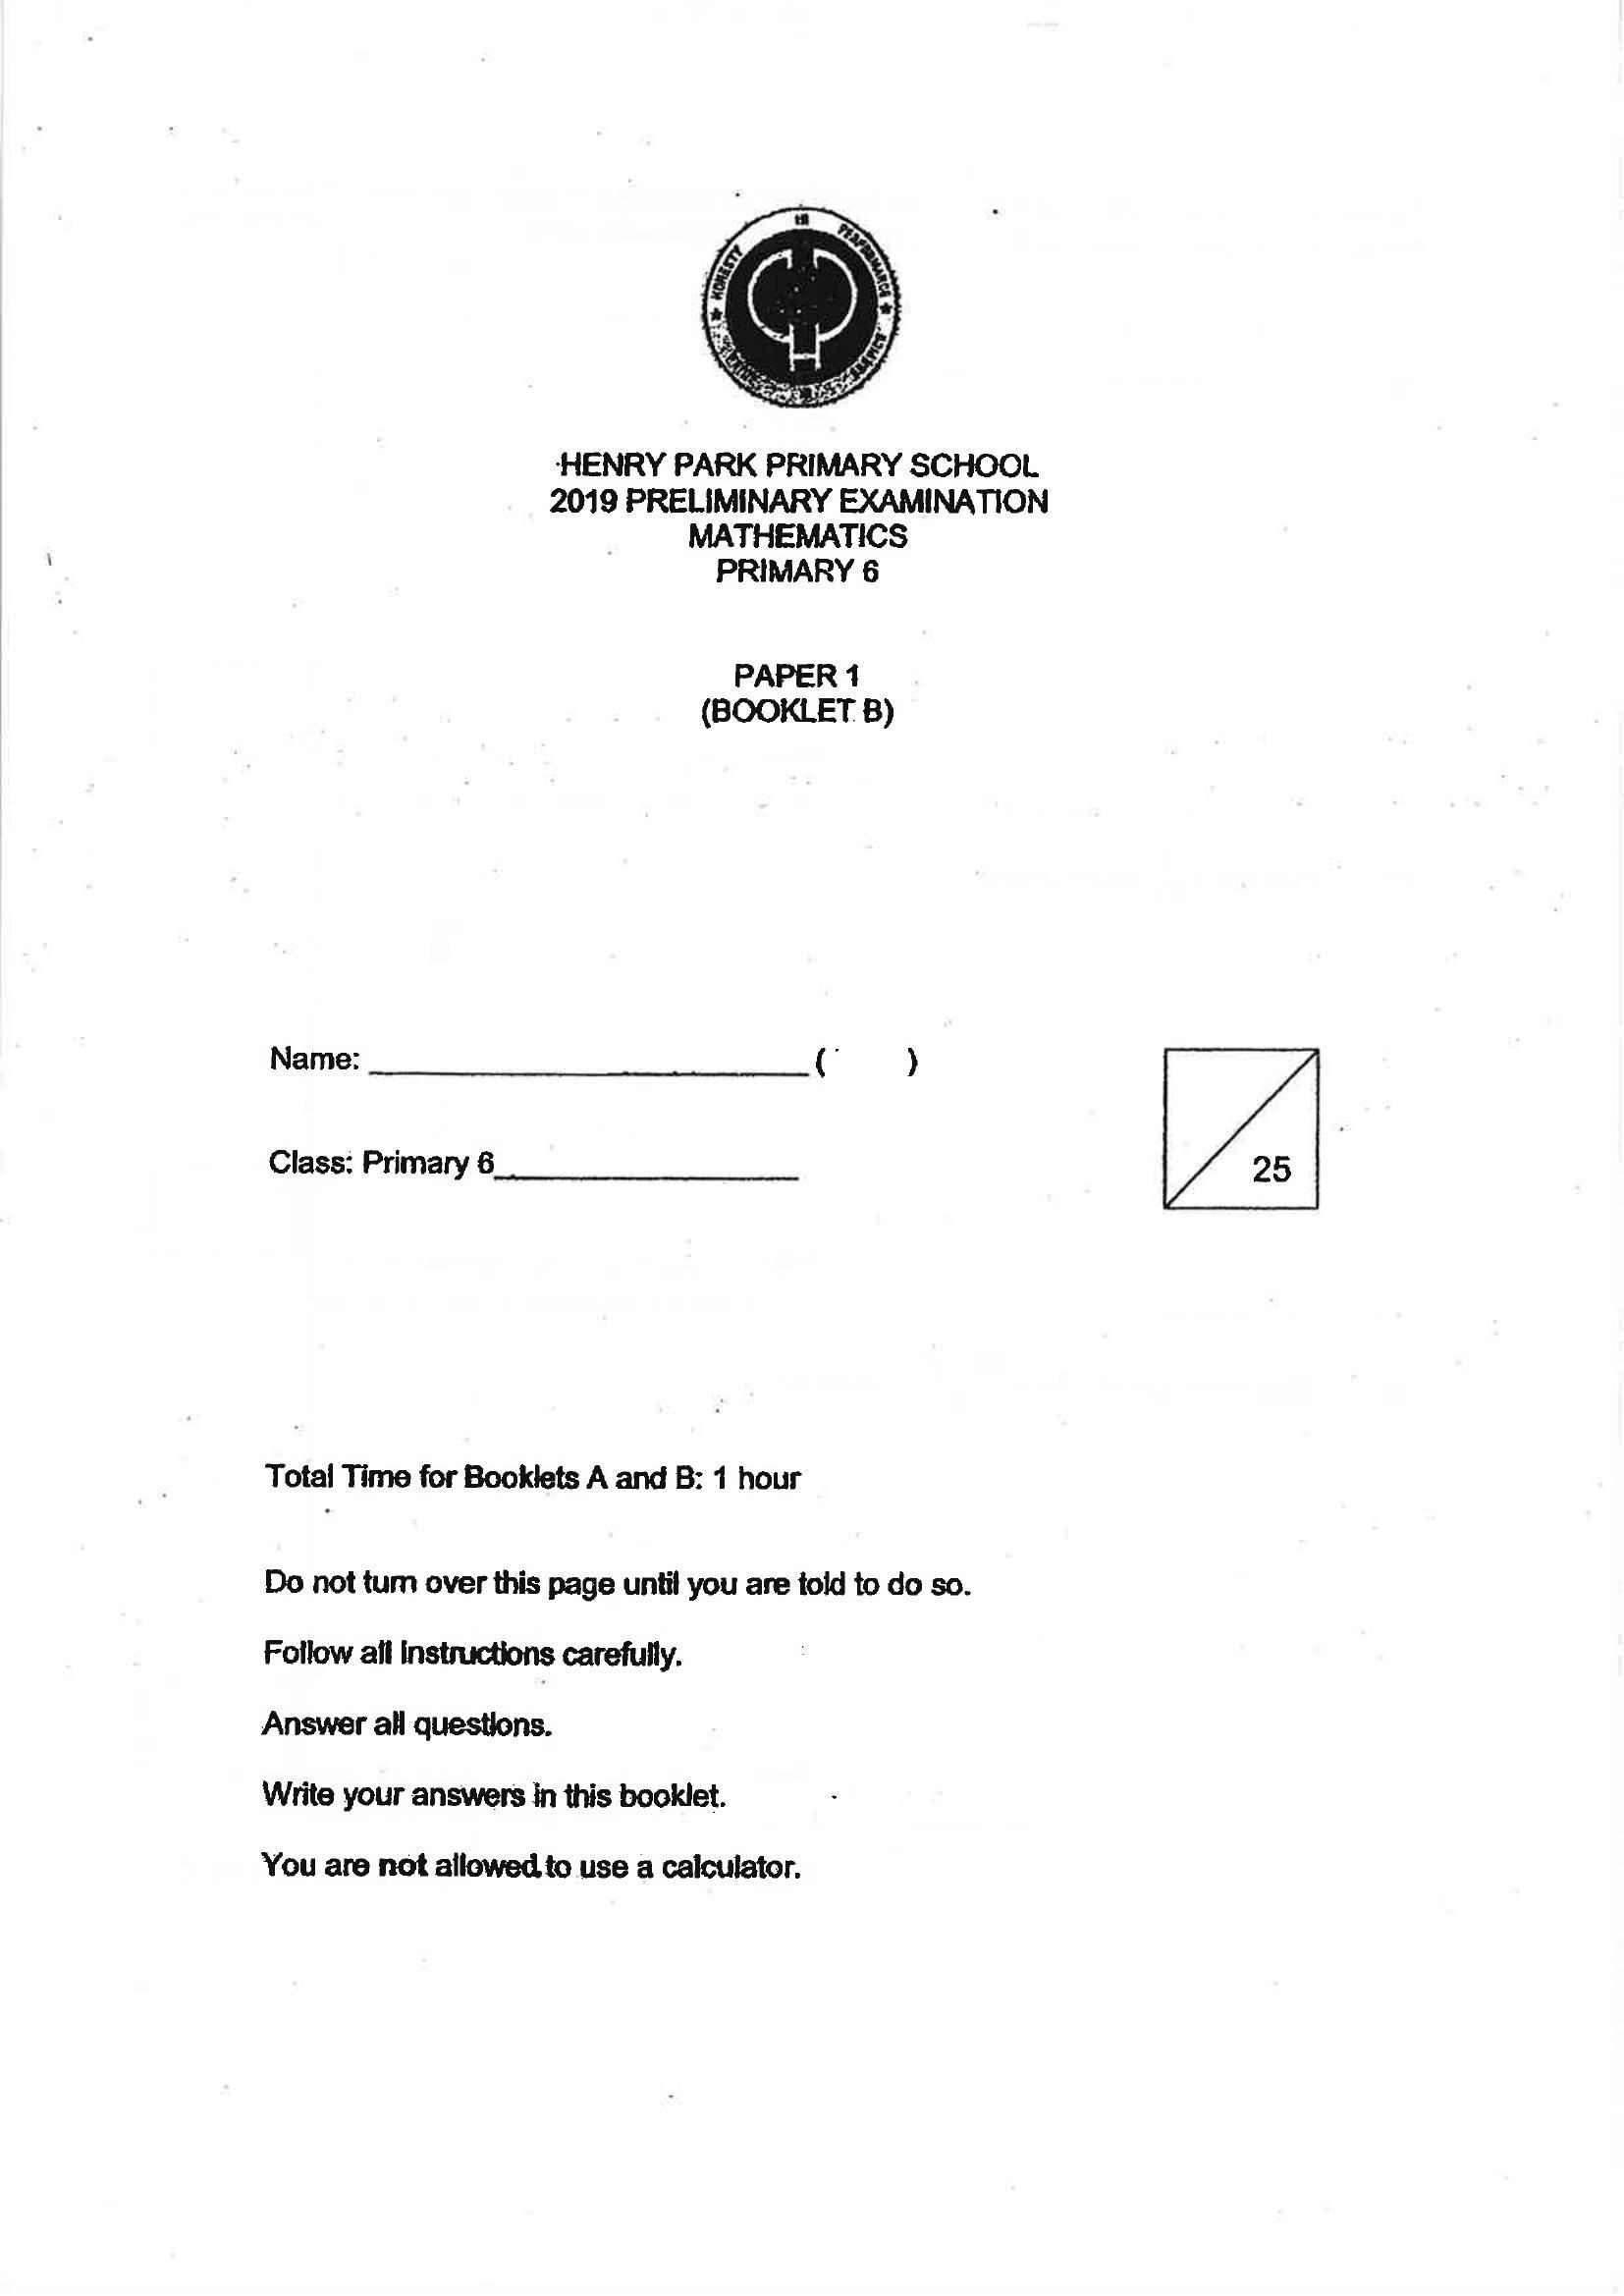 HONESTY
IN
PERFORMANCE
HENRY PARK PRIMARY SCHOOL
2019 PRELIMINARY EXAMINATION
MATHEMATICS
PRIMARY 6
PAPER 1
(BOOKLET B)
Name: ( )
25
Class: Primary 6
Total Time for Booklets A and B: 1 hour
Do not turn over this page until you are told to do so.
Follow all instructions carefully.
Answer all questions.
Write your answers in this booklet.
You are not allowed to use a calculator.